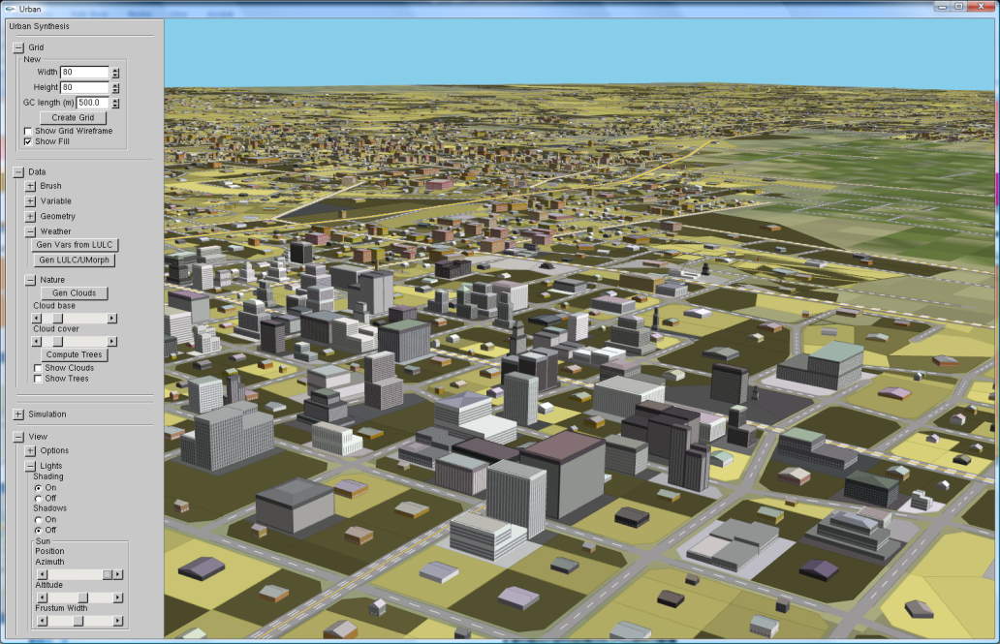 Urban
Urban Synthesis
Grid
New
Width 80
Height 80
GC length (m) 500.0
Create Grid
Show Grid Wireframe
Show Fill
Data
Brush
Variable
Geometry
Weather
Gen Vars from LULC
Gen LULC/UMorph
Nature
Gen Clouds
Cloud base
Cloud cover
Compute Trees
Show Clouds
Show Trees
Simulation
View
Options
Lights
Shading
On
Off
Shadows
On
Off
Sun
Position
Azimuth
Altitude
Frustum Width